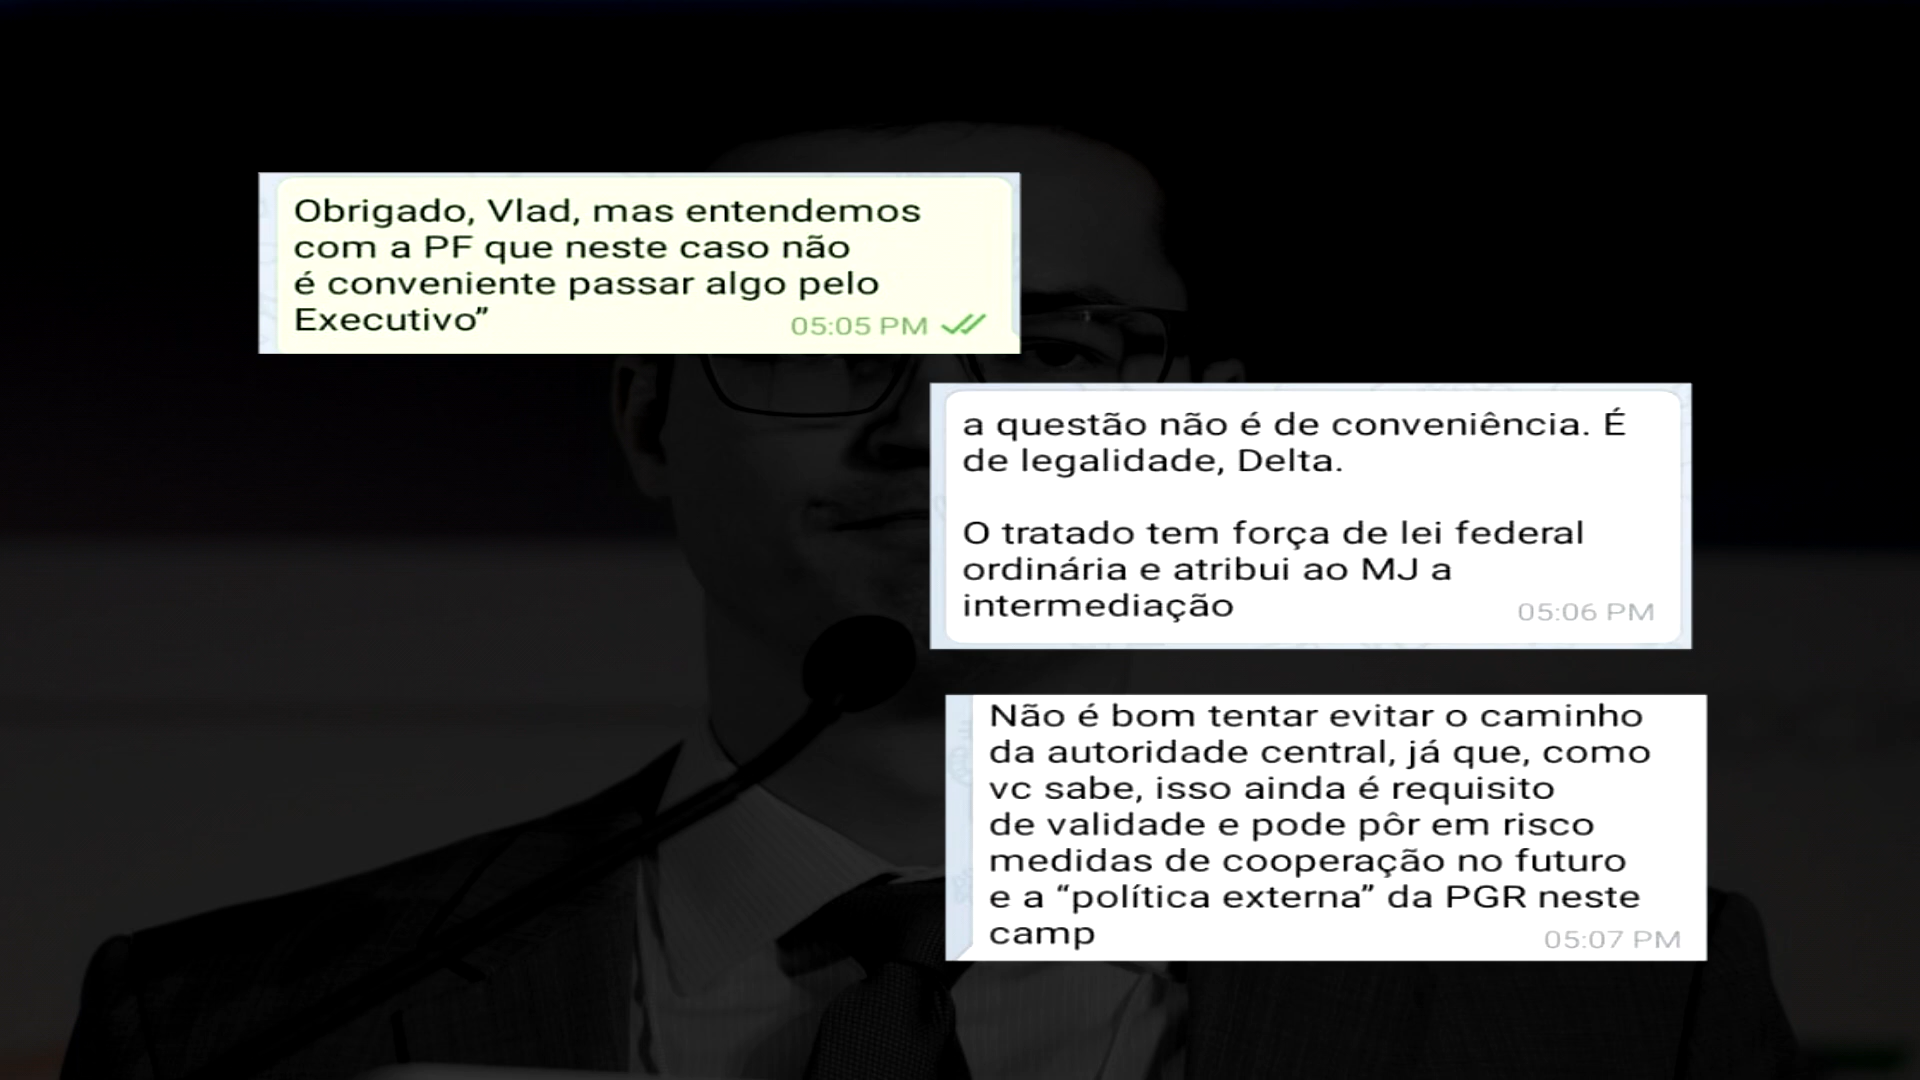 Obrigado, Vlad, mas entendemos
com a PF que neste caso não
é conveniente passar algo pelo
Executivo”
05:05 PM
a questão não é de conveniência. É
de legalidade, Delta.
O tratado tem força de lei federal
ordinária e atribui ao MJ a
intermediação
05:06 PM
Não é bom tentar evitar o caminho
da autoridade central, já que, como
vc sabe, isso ainda é requisito
de validade e pode pôr em risco
medidas de cooperação no futuro
e a “política externa” da PGR neste
camp
05:07 PM